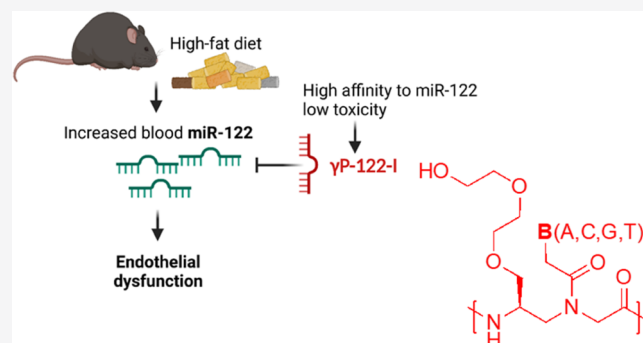 High-fat diet
High affinity to miR-122
low toxicity
Increased blood miR-122
γP-122-I
HO
O
B(A,C,G,T)
O
O
O
N
N
H
Endothelial
dysfunction